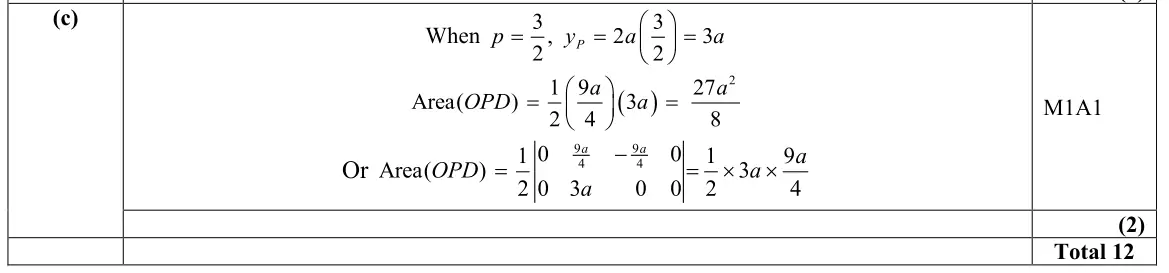 (c)
When p = 3/2, y_P = 2a(3/2) = 3a
Area(OPD) = 1/2 (9a/4)(3a) = 27a²/8
M1A1
Or Area(OPD) = 1/2 |0 9a/4 −9a/4 0; 0 3a 0 0| = 1/2 × 3a × 9a/4
(2)
Total 12